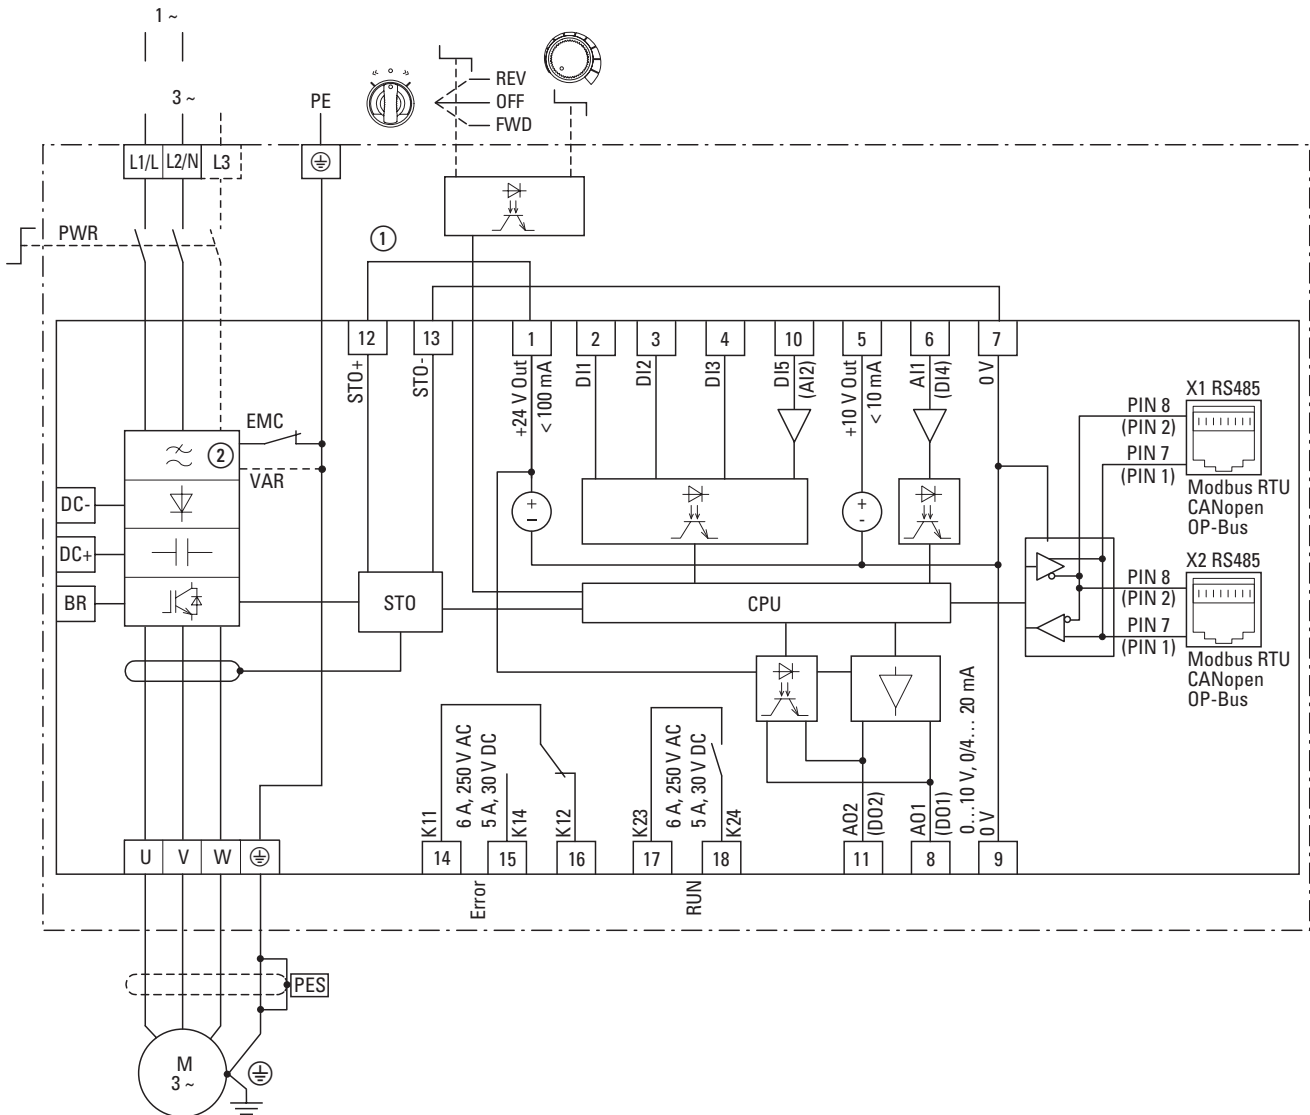 1 ~
3 ~
PE
REV
OFF
FWD
L1/L L2/N L3
PWR
1
12 13 1 2 3 4 10 5 6 7
STO+
STO-
+24 V Out
< 100 mA
DI1
DI2
DI3
DI5
(AI2)
+10 V Out
< 10 mA
AI1
(DI4)
0 V
X1 RS485
PIN 8
(PIN 2)
PIN 7
(PIN 1)
Modbus RTU
CANopen
OP-Bus
EMC
2
VAR
DC-
DC+
BR
+
–
+
-
STO
CPU
X2 RS485
PIN 8
(PIN 2)
PIN 7
(PIN 1)
Modbus RTU
CANopen
OP-Bus
K11
6 A, 250 V AC
5 A, 30 V DC
K14
K12
K23
6 A, 250 V AC
5 A, 30 V DC
K24
AO2
(DO2)
AO1
(DO1)
0…10 V, 0/4… 20 mA
0 V
U V W
14 15 16 17 18 11 8 9
Error
RUN
PES
M
3 ~